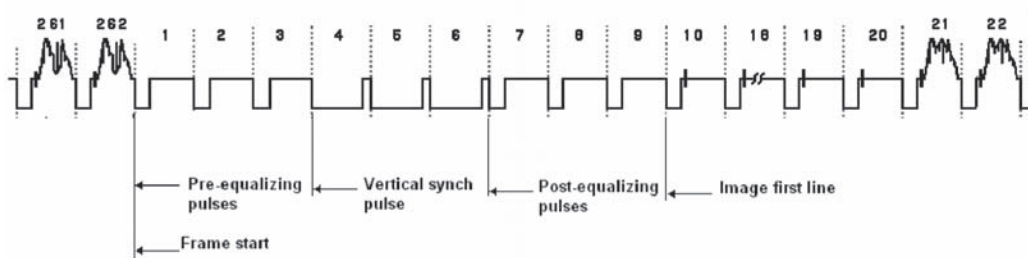 261 262 1 2 3 4 5 6 7 8 9 10 18 19 20 21 22
Pre-equalizing Vertical synch Post-equalizing Image first line
pulses pulse pulses
Frame start